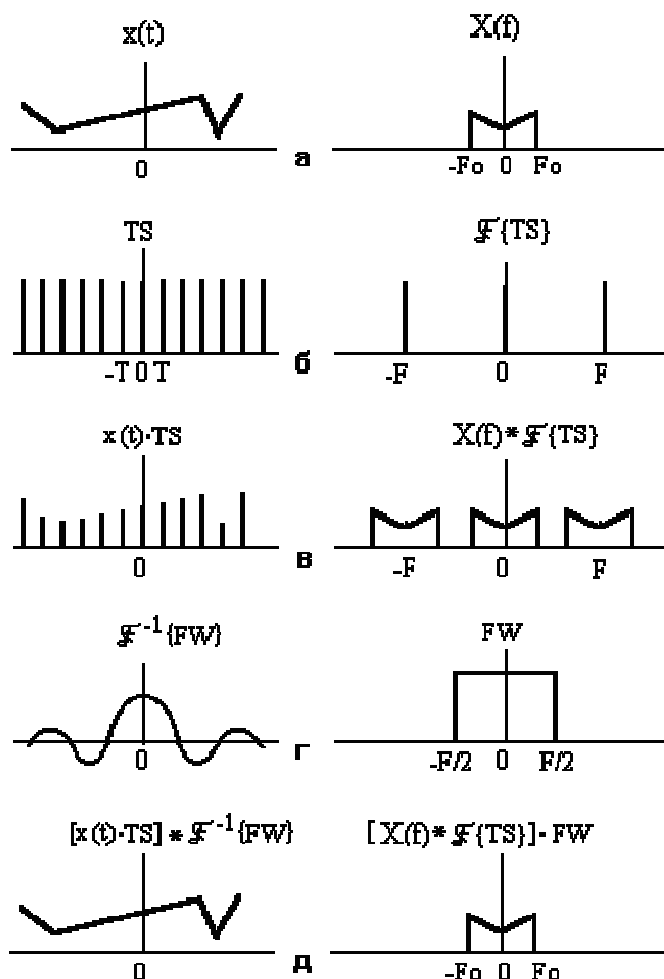 x(t) X(f)
0 а -Fo 0 Fo
TS ℱ{TS}
-T 0 T б -F 0 F
x(t)·TS X(f)*ℱ{TS}
0 в -F 0 F
ℱ⁻¹{FW} FW
0 г -F/2 0 F/2
[x(t)·TS]*ℱ⁻¹{FW} [X(f)*ℱ{TS}]·FW
0 д -Fo 0 Fo